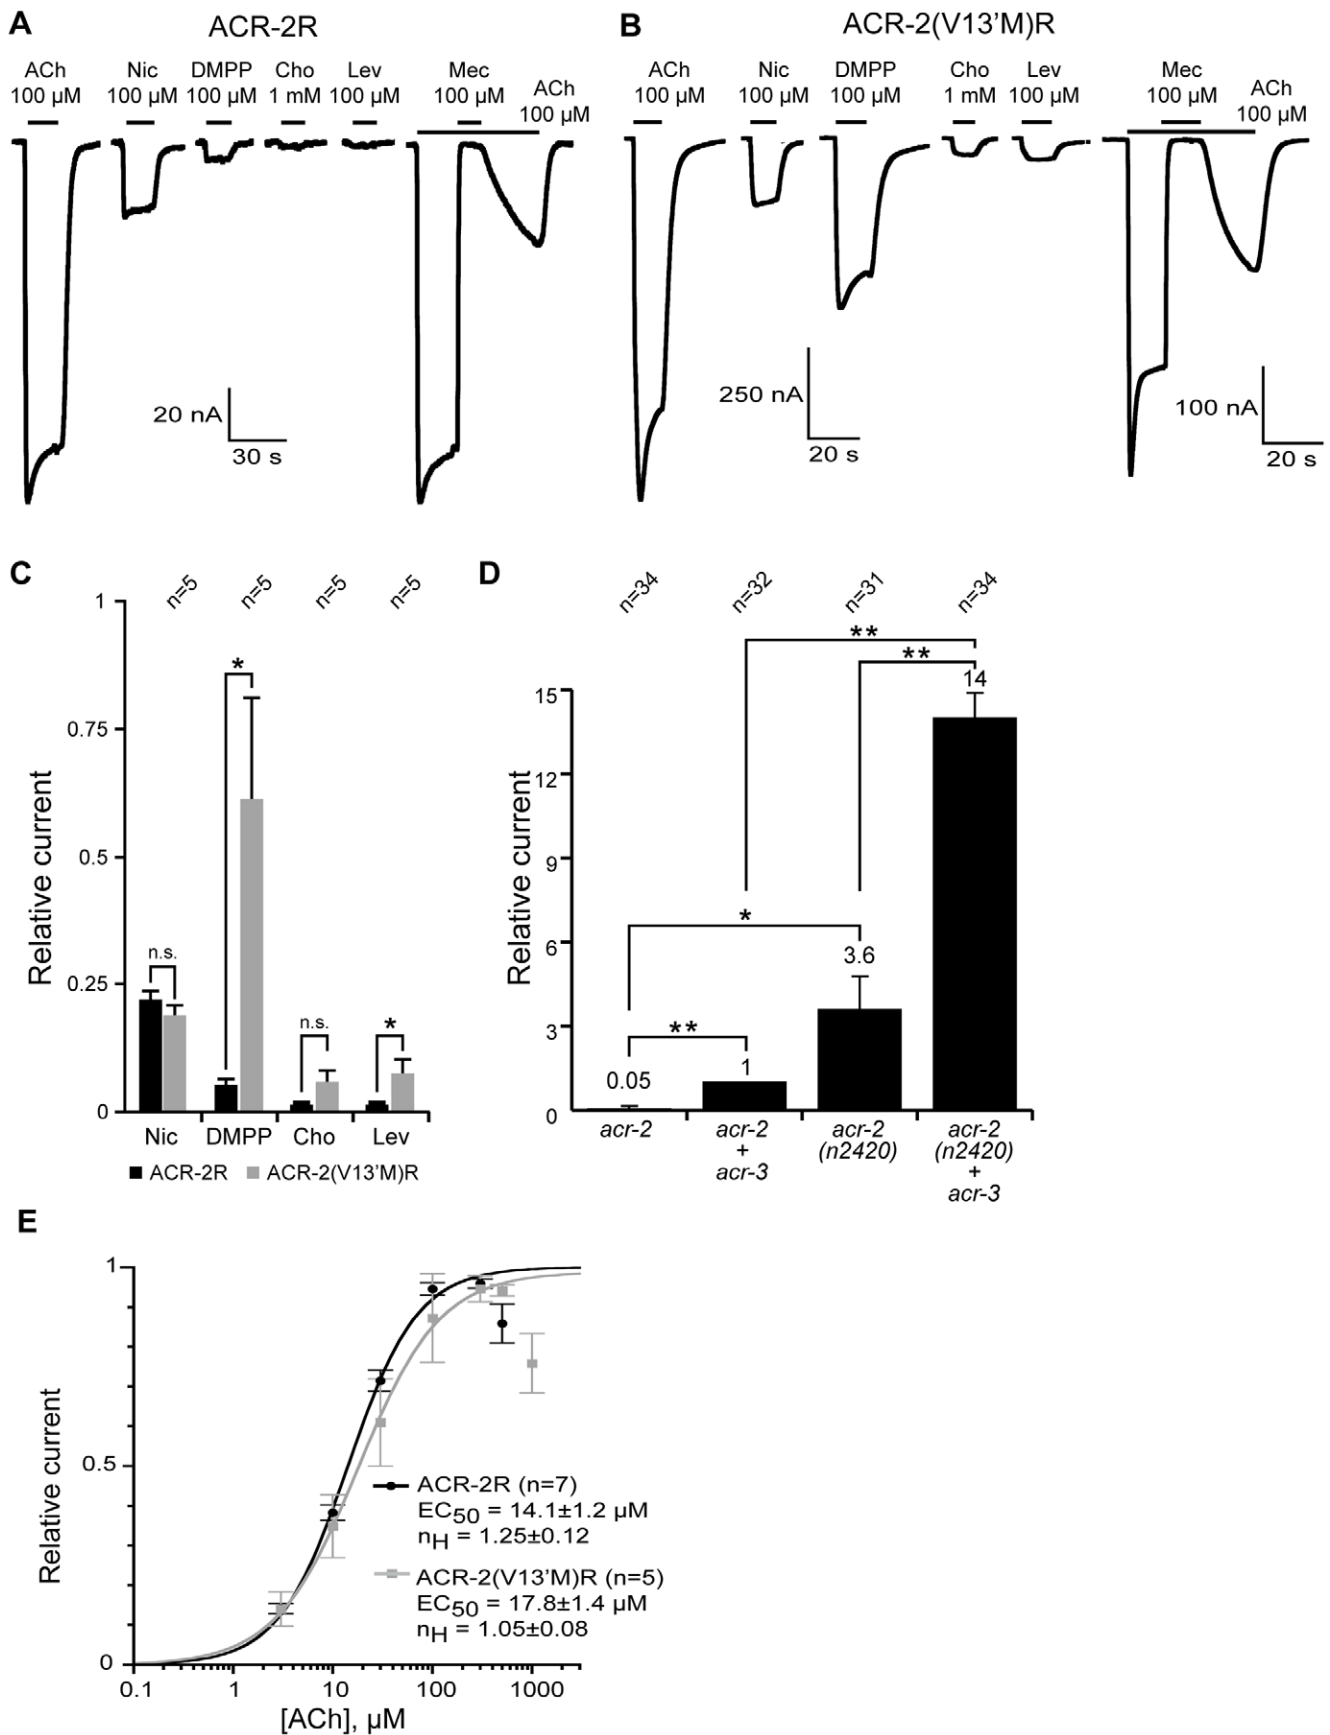 A
ACR-2R
ACh
100 µM
Nic
100 µM
DMPP
100 µM
Cho
1 mM
Lev
100 µM
Mec
100 µM
ACh
100 µM
20 nA
30 s
B
ACR-2(V13'M)R
ACh
100 µM
Nic
100 µM
DMPP
100 µM
Cho
1 mM
Lev
100 µM
Mec
100 µM
ACh
100 µM
250 nA
20 s
100 nA
20 s
C
n=5
n=5
n=5
n=5
Relative current
1
0.75
0.5
0.25
0
n.s.
*
n.s.
*
Nic
DMPP
Cho
Lev
ACR-2R
ACR-2(V13'M)R
D
n=34
n=32
n=31
n=34
Relative current
15
12
9
6
3
0
**
**
*
**
0.05
1
3.6
14
acr-2
acr-2
+
acr-3
acr-2
(n2420)
acr-2
(n2420)
+
acr-3
E
Relative current
1
0.5
0
ACR-2R (n=7)
EC50 = 14.1±1.2 µM
nH = 1.25±0.12
ACR-2(V13'M)R (n=5)
EC50 = 17.8±1.4 µM
nH = 1.05±0.08
0.1
1
10
100
1000
[ACh], µM